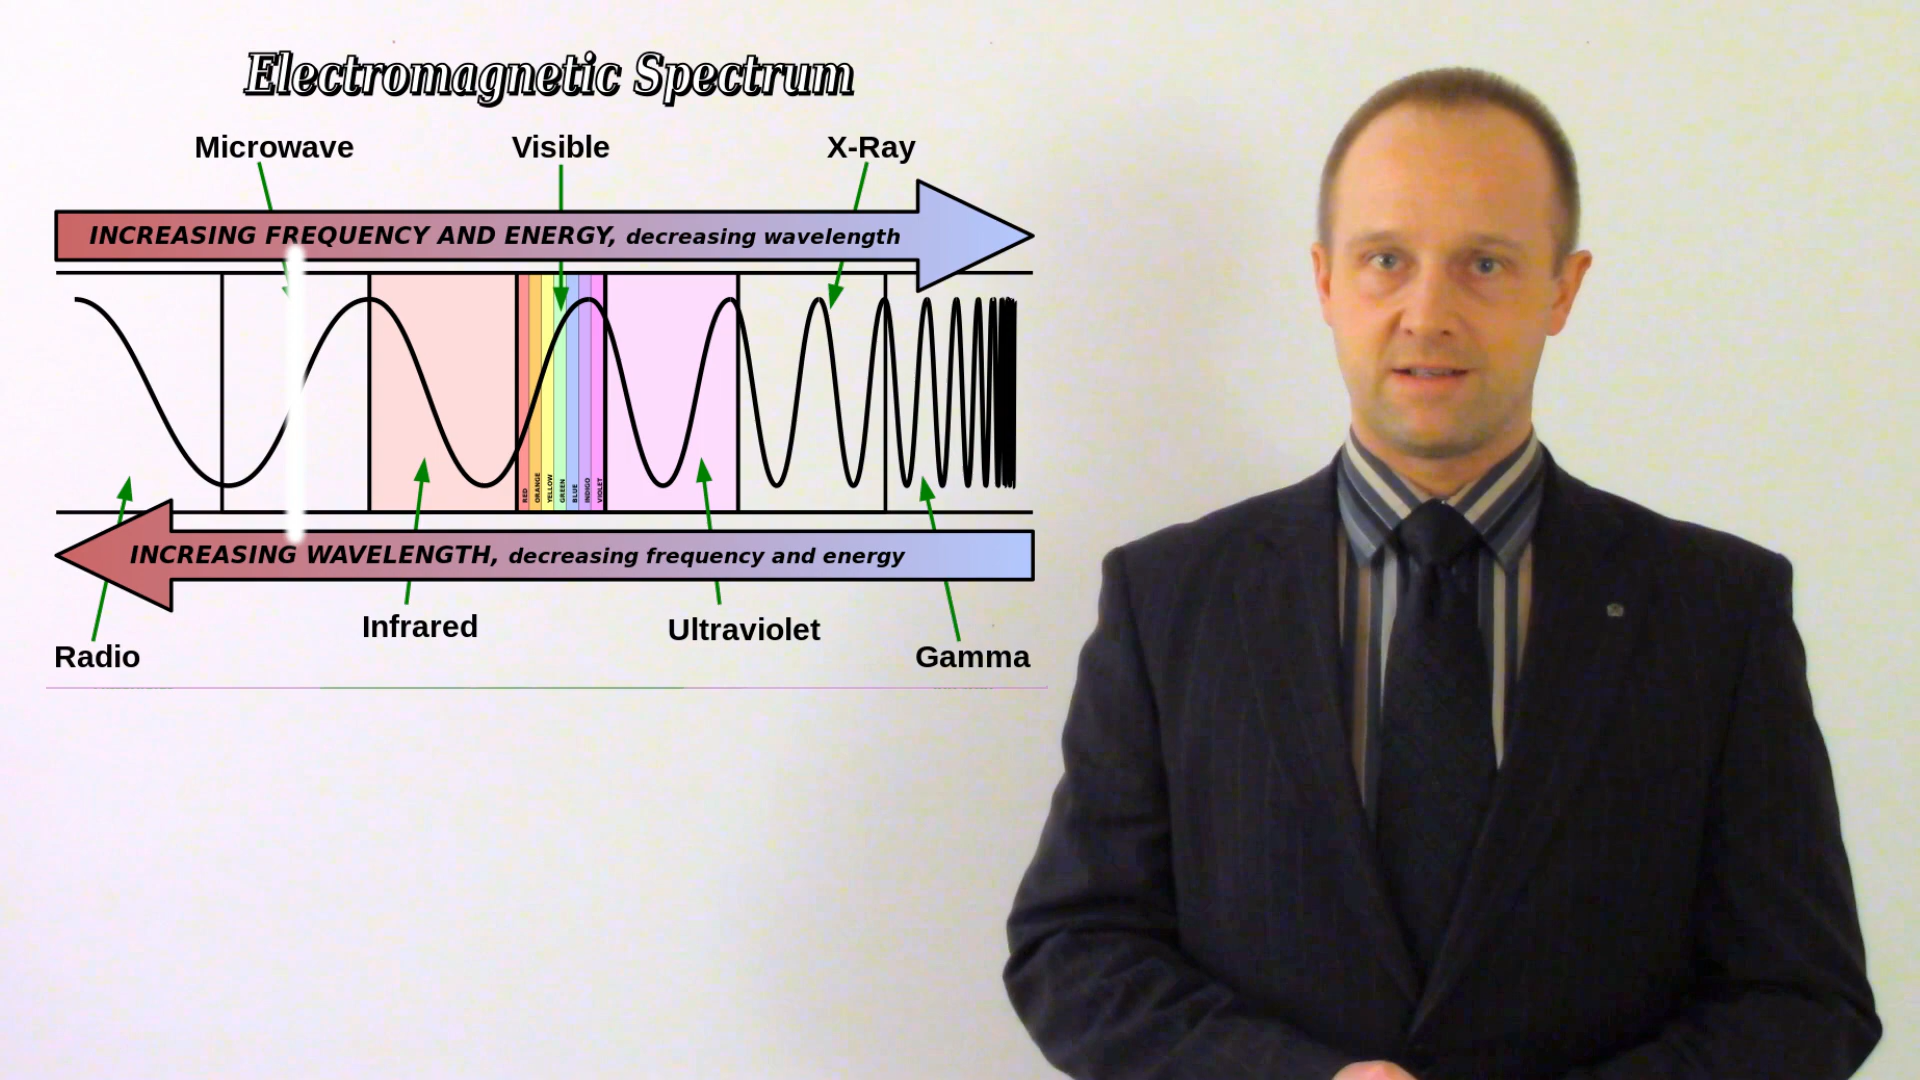 Electromagnetic Spectrum
Microwave
Visible
X-Ray
INCREASING FREQUENCY AND ENERGY, decreasing wavelength
RED
ORANGE
YELLOW
GREEN
BLUE
INDIGO
VIOLET
INCREASING WAVELENGTH, decreasing frequency and energy
Infrared
Ultraviolet
Radio
Gamma